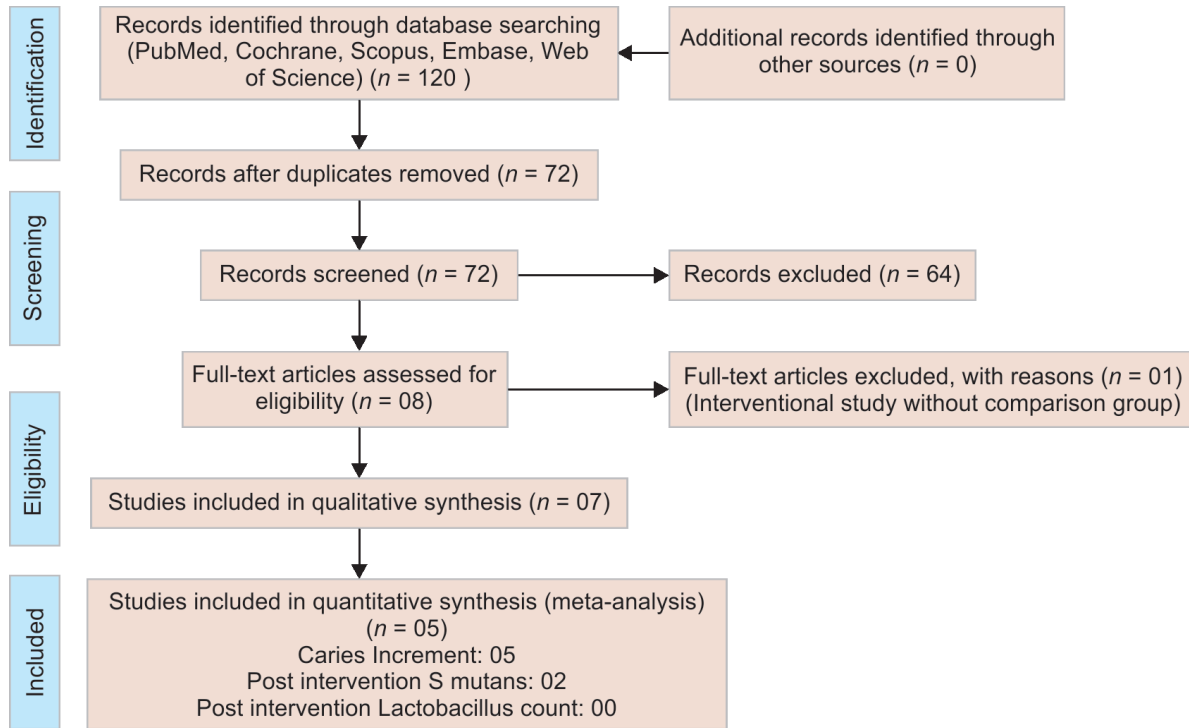 Identification
Records identified through database searching
(PubMed, Cochrane, Scopus, Embase, Web
of Science) (n = 120 )
Additional records identified through
other sources (n = 0)
Records after duplicates removed (n = 72)
Screening
Records screened (n = 72)
Records excluded (n = 64)
Full-text articles assessed for
eligibility (n = 08)
Full-text articles excluded, with reasons (n = 01)
(Interventional study without comparison group)
Eligibility
Studies included in qualitative synthesis (n = 07)
Included
Studies included in quantitative synthesis (meta-analysis)
(n = 05)
Caries Increment: 05
Post intervention S mutans: 02
Post intervention Lactobacillus count: 00